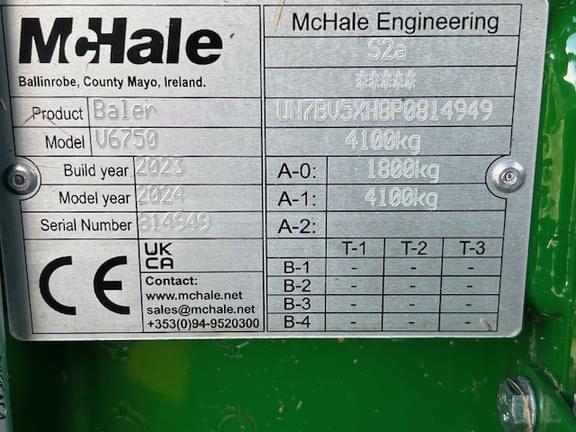 McHale
Ballinrobe, County Mayo, Ireland.
Product Baler
Model V6750
Build year 2023
Model year 2024
Serial Number 814949
CE
UK
CA
Contact:
www.mchale.net
sales@mchale.net
+353(0)94-9520300
McHale Engineering
S2a
*****
UN7BV5XH8P0814949
4100kg
A-0: 1800kg
A-1: 4100kg
A-2:
T-1 T-2 T-3
B-1 - - -
B-2 - - -
B-3 - - -
B-4 - - -